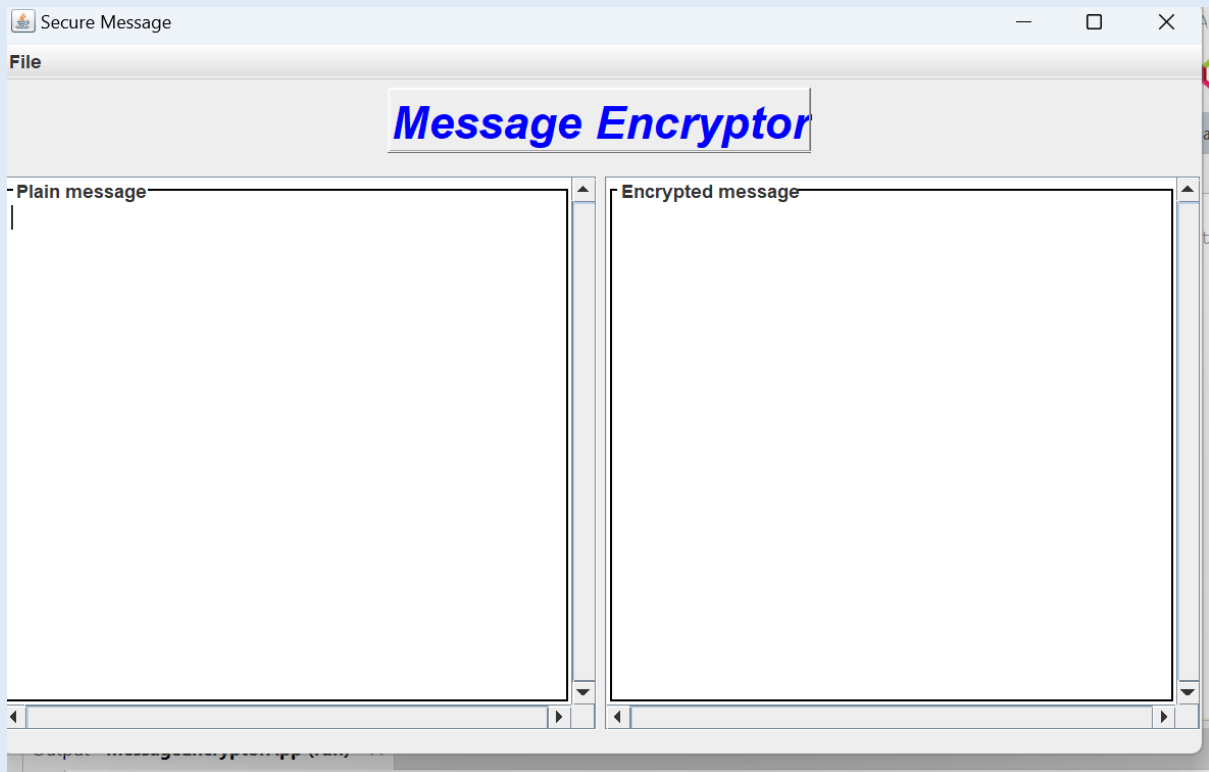 Secure Message
File
Message Encryptor
Plain message
Encrypted message